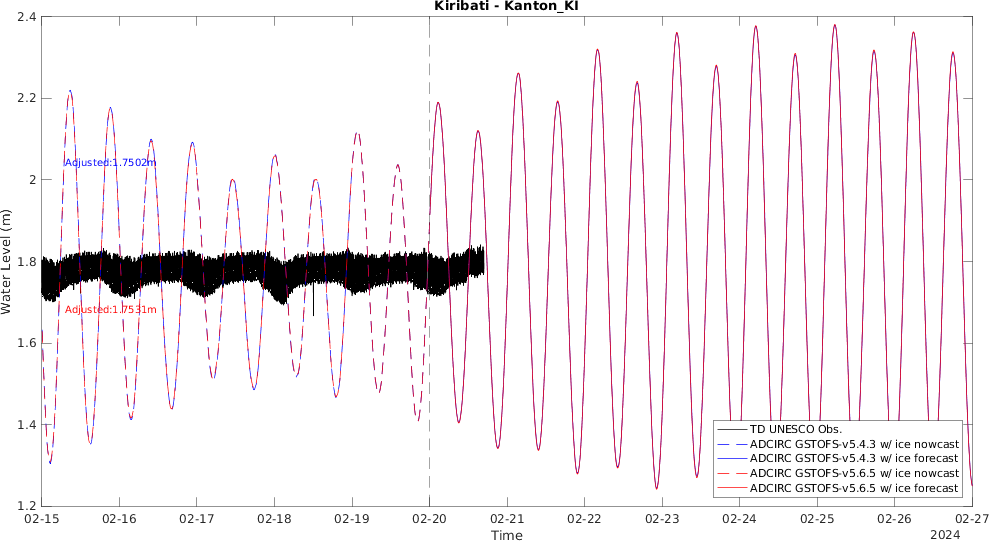 Kiribati - Kanton_KI
2.4
2.2
2
1.8
1.6
1.4
1.2
Water Level (m)
Adjusted:1.7502m
Adjusted:1.7531m
TD UNESCO Obs.
ADCIRC GSTOFS-v5.4.3 w/ ice nowcast
ADCIRC GSTOFS-v5.4.3 w/ ice forecast
ADCIRC GSTOFS-v5.6.5 w/ ice nowcast
ADCIRC GSTOFS-v5.6.5 w/ ice forecast
02-15 02-16 02-17 02-18 02-19 02-20 02-21 02-22 02-23 02-24 02-25 02-26 02-27
Time
2024